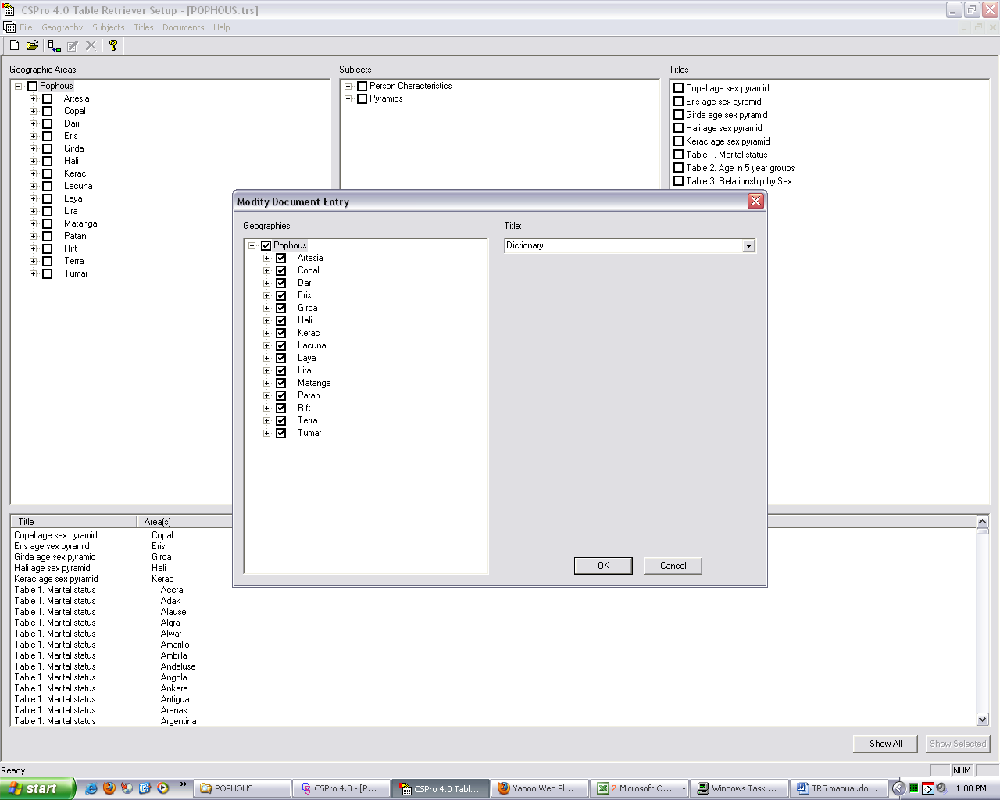 CSPro 4.0 Table Retriever Setup - [POPHOUS.trs]
File Geography Subjects Titles Documents Help
Geographic Areas
Pophous
Artesia
Copal
Dari
Eris
Girda
Hali
Kerac
Lacuna
Laya
Lira
Matanga
Patan
Rift
Terra
Tumar
Subjects
Person Characteristics
Pyramids
Titles
Copal age sex pyramid
Eris age sex pyramid
Girda age sex pyramid
Hali age sex pyramid
Kerac age sex pyramid
Table 1. Marital status
Table 2. Age in 5 year groups
Table 3. Relationship by Sex
Modify Document Entry
Geographies:
Pophous
Artesia
Copal
Dari
Eris
Girda
Hali
Kerac
Lacuna
Laya
Lira
Matanga
Patan
Rift
Terra
Tumar
Title:
Dictionary
OK Cancel
Title Area(s)
Copal age sex pyramid Copal
Eris age sex pyramid Eris
Girda age sex pyramid Girda
Hali age sex pyramid Hali
Kerac age sex pyramid Kerac
Table 1. Marital status Accra
Table 1. Marital status Adak
Table 1. Marital status Alause
Table 1. Marital status Algra
Table 1. Marital status Alwar
Table 1. Marital status Amarillo
Table 1. Marital status Ambilla
Table 1. Marital status Andaluse
Table 1. Marital status Angola
Table 1. Marital status Ankara
Table 1. Marital status Antigua
Table 1. Marital status Arenas
Table 1. Marital status Argentina
Show All Show Selected
Ready NUM
start POPHOUS CSPro 4.0 - [P... CSPro 4.0 Tabl... Yahoo Web Pl... 2 Microsoft O... Windows Task ... TRS manual.do... 1:00 PM